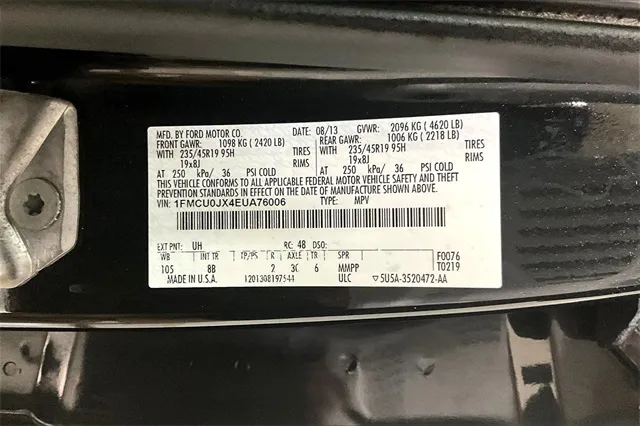 MFD. BY FORD MOTOR CO. DATE: 08/13 GVWR: 2096 KG ( 4620 LB)
FRONT GAWR: 1098 KG ( 2420 LB) REAR GAWR: 1006 KG ( 2218 LB)
WITH 235/45R19 95H TIRES WITH 235/45R19 95H TIRES
19x8J RIMS 19x8J RIMS
AT 250 kPa/ 36 PSI COLD AT 250 kPa/ 36 PSI COLD
THIS VEHICLE CONFORMS TO ALL APPLICABLE FEDERAL MOTOR VEHICLE SAFETY AND THEFT
PREVENTION STANDARDS IN EFFECT ON THE DATE OF MANUFACTURE SHOWN ABOVE.
VIN: 1FMCU0JX4EUA76006 TYPE: MPV
EXT PNT: UH RC: 48 DSO:
WB INT TR TP/PS R AXLE TR SPR F0076
105 8B 2 3C 6 MMPP T0219
MADE IN U.S.A. 1201308197544 ULC 5U5A-3520472-AA